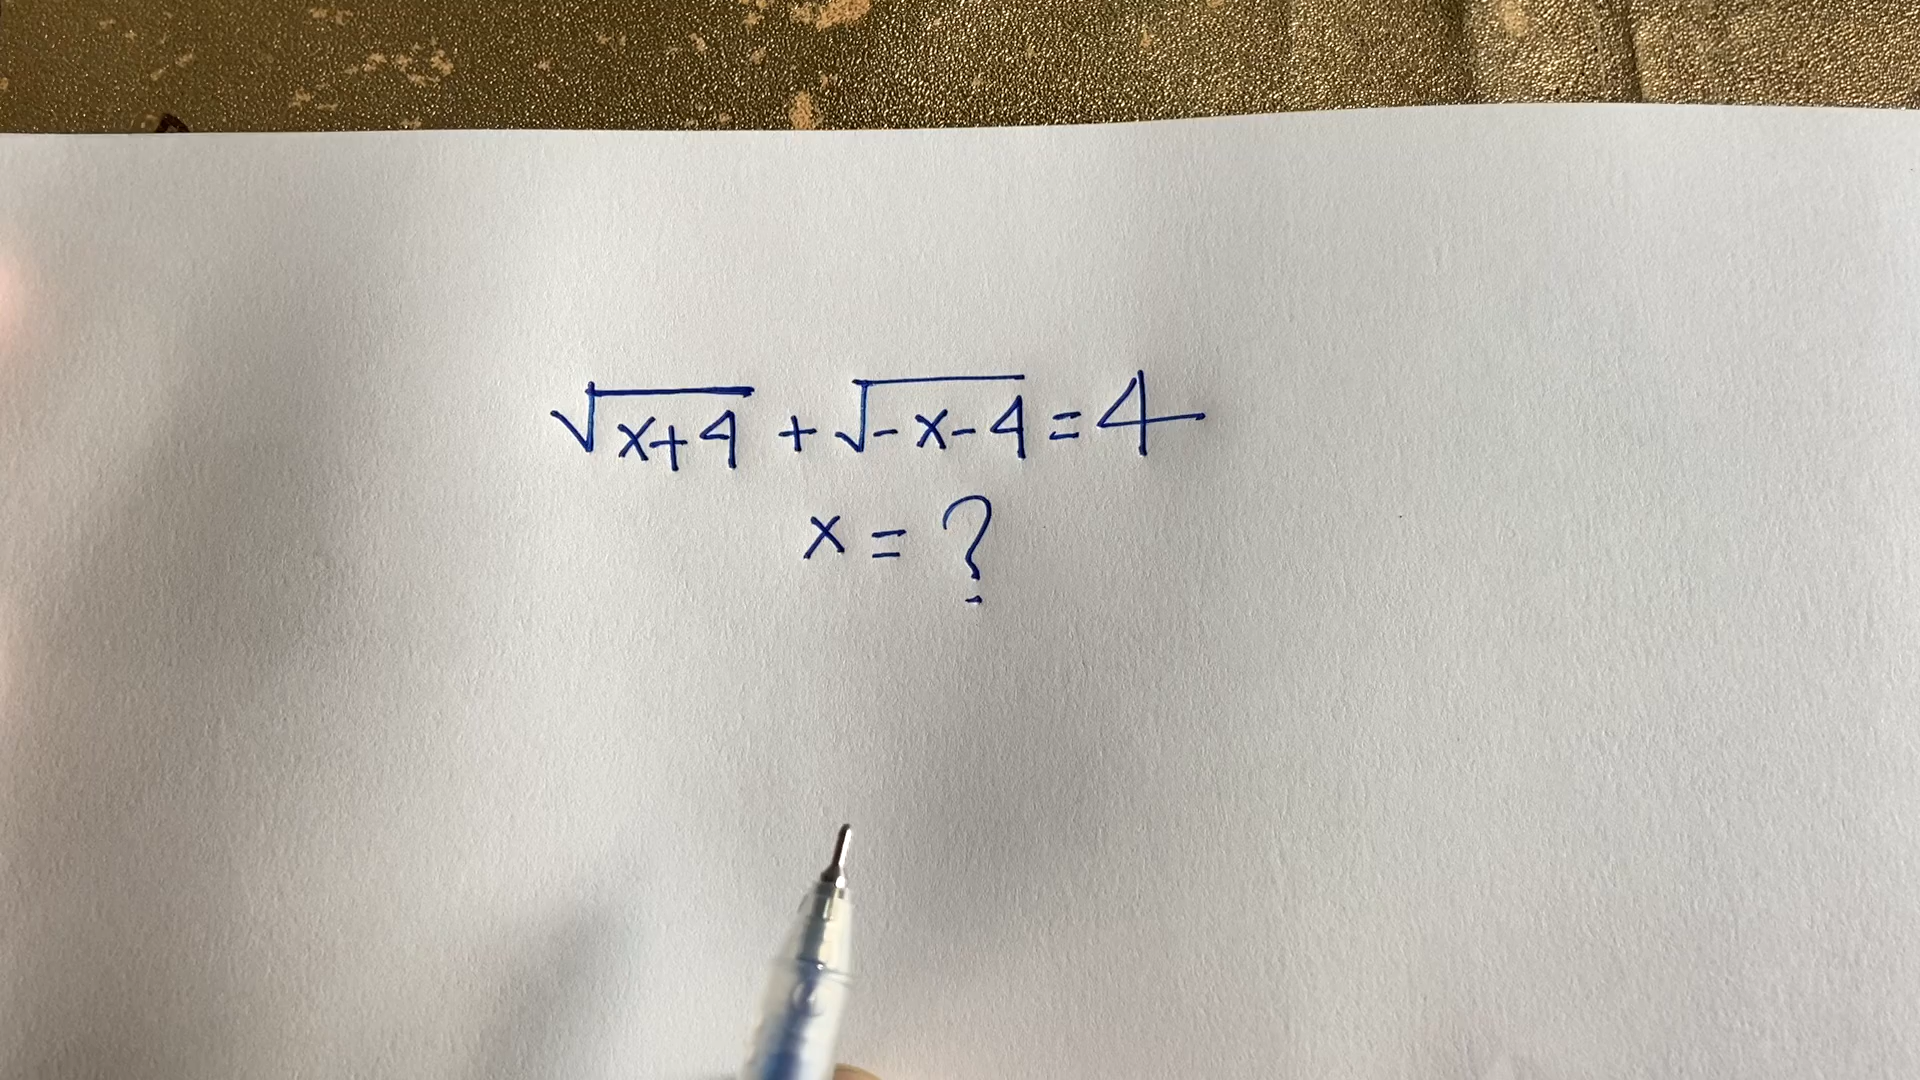 √(x+4) + √(-x-4) = 4
x = ?